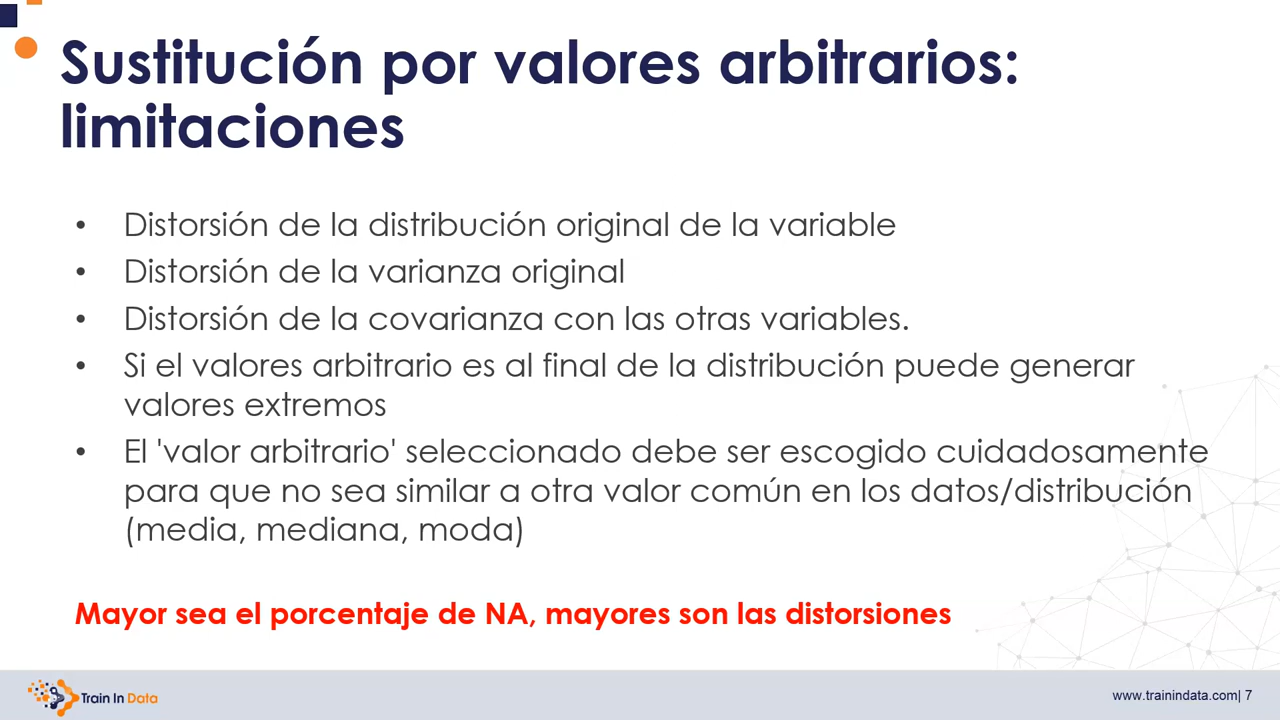 Sustitución por valores arbitrarios:
limitaciones
• Distorsión de la distribución original de la variable
• Distorsión de la varianza original
• Distorsión de la covarianza con las otras variables.
• Si el valores arbitrario es al final de la distribución puede generar
valores extremos
• El 'valor arbitrario' seleccionado debe ser escogido cuidadosamente
para que no sea similar a otra valor común en los datos/distribución
(media, mediana, moda)
Mayor sea el porcentaje de NA, mayores son las distorsiones
Train In Data
www.trainindata.com| 7